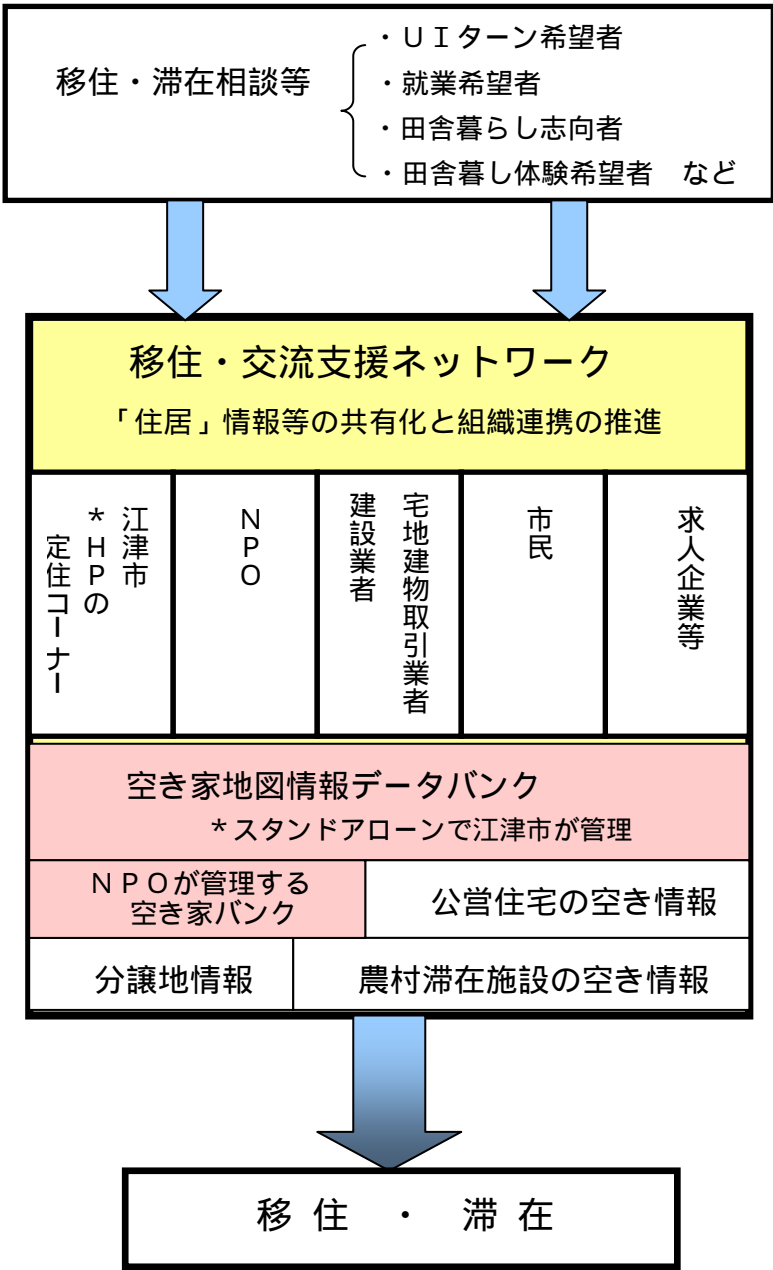 移住・滞在相談等
・ＵＩターン希望者
・就業希望者
・田舎暮らし志向者
・田舎暮し体験希望者　など
移住・交流支援ネットワーク
「住居」情報等の共有化と組織連携の推進
江津市
＊ＨＰの
定住コーナー
ＮＰＯ
宅地建物取引業者
建設業者
市民
求人企業等
空き家地図情報データバンク
＊スタンドアローンで江津市が管理
ＮＰＯが管理する
空き家バンク
公営住宅の空き情報
分譲地情報
農村滞在施設の空き情報
移 住 ・ 滞 在